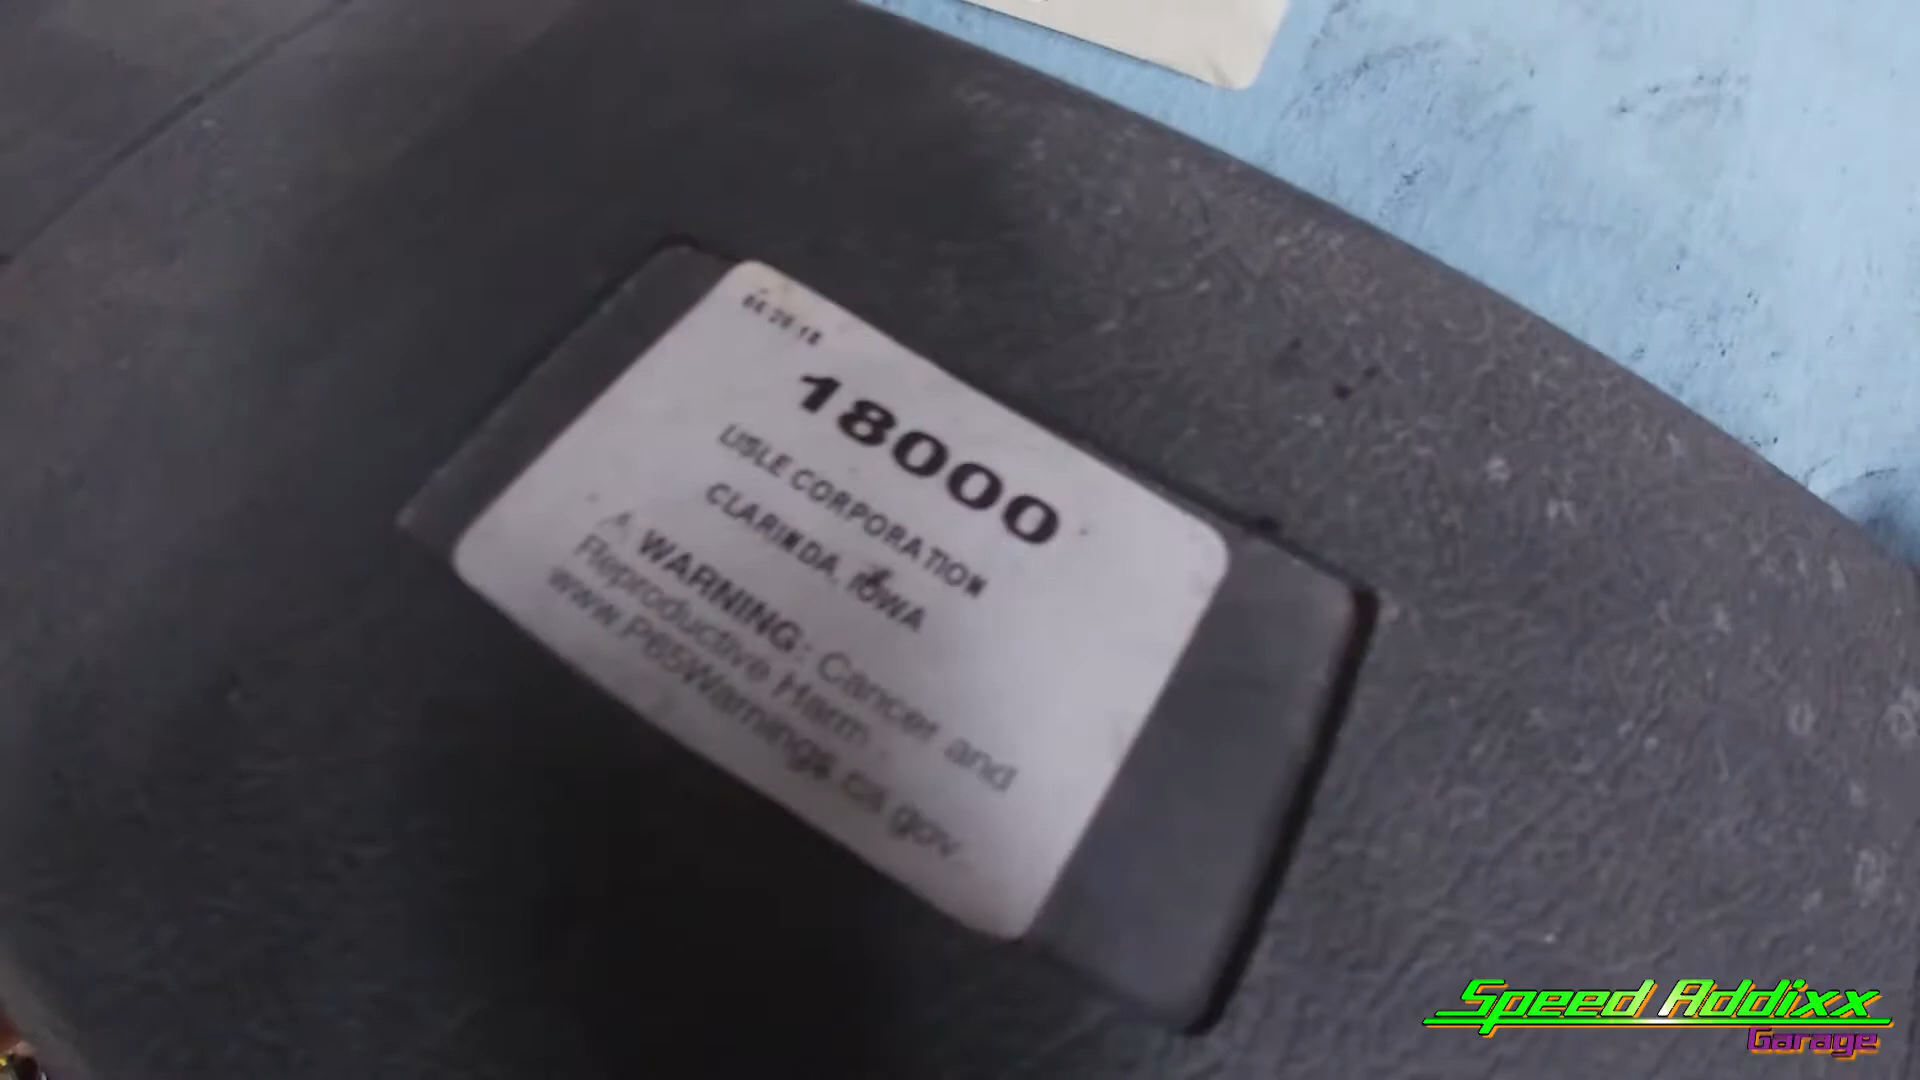 18000
LISLE CORPORATION
CLARINDA, IOWA
⚠ WARNING: Cancer and
Reproductive Harm -
www.P65Warnings.ca.gov
Speed Addixx
Garage